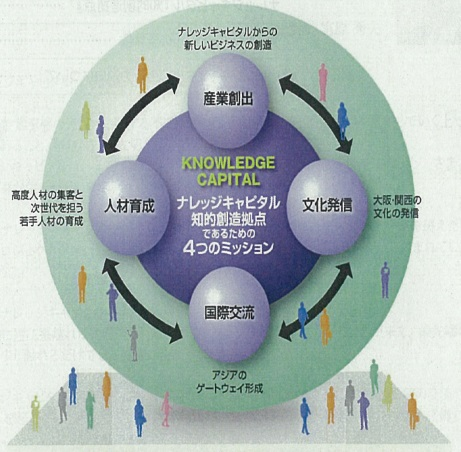 ナレッジキャピタルからの
新しいビジネスの創造
産業創出
KNOWLEDGE
CAPITAL
ナレッジキャピタル
知的創造拠点
であるための
4つのミッション
高度人材の集客と
次世代を担う
若手人材の育成
人材育成
文化発信
大阪・関西の
文化の発信
国際交流
アジアの
ゲートウェイ形成